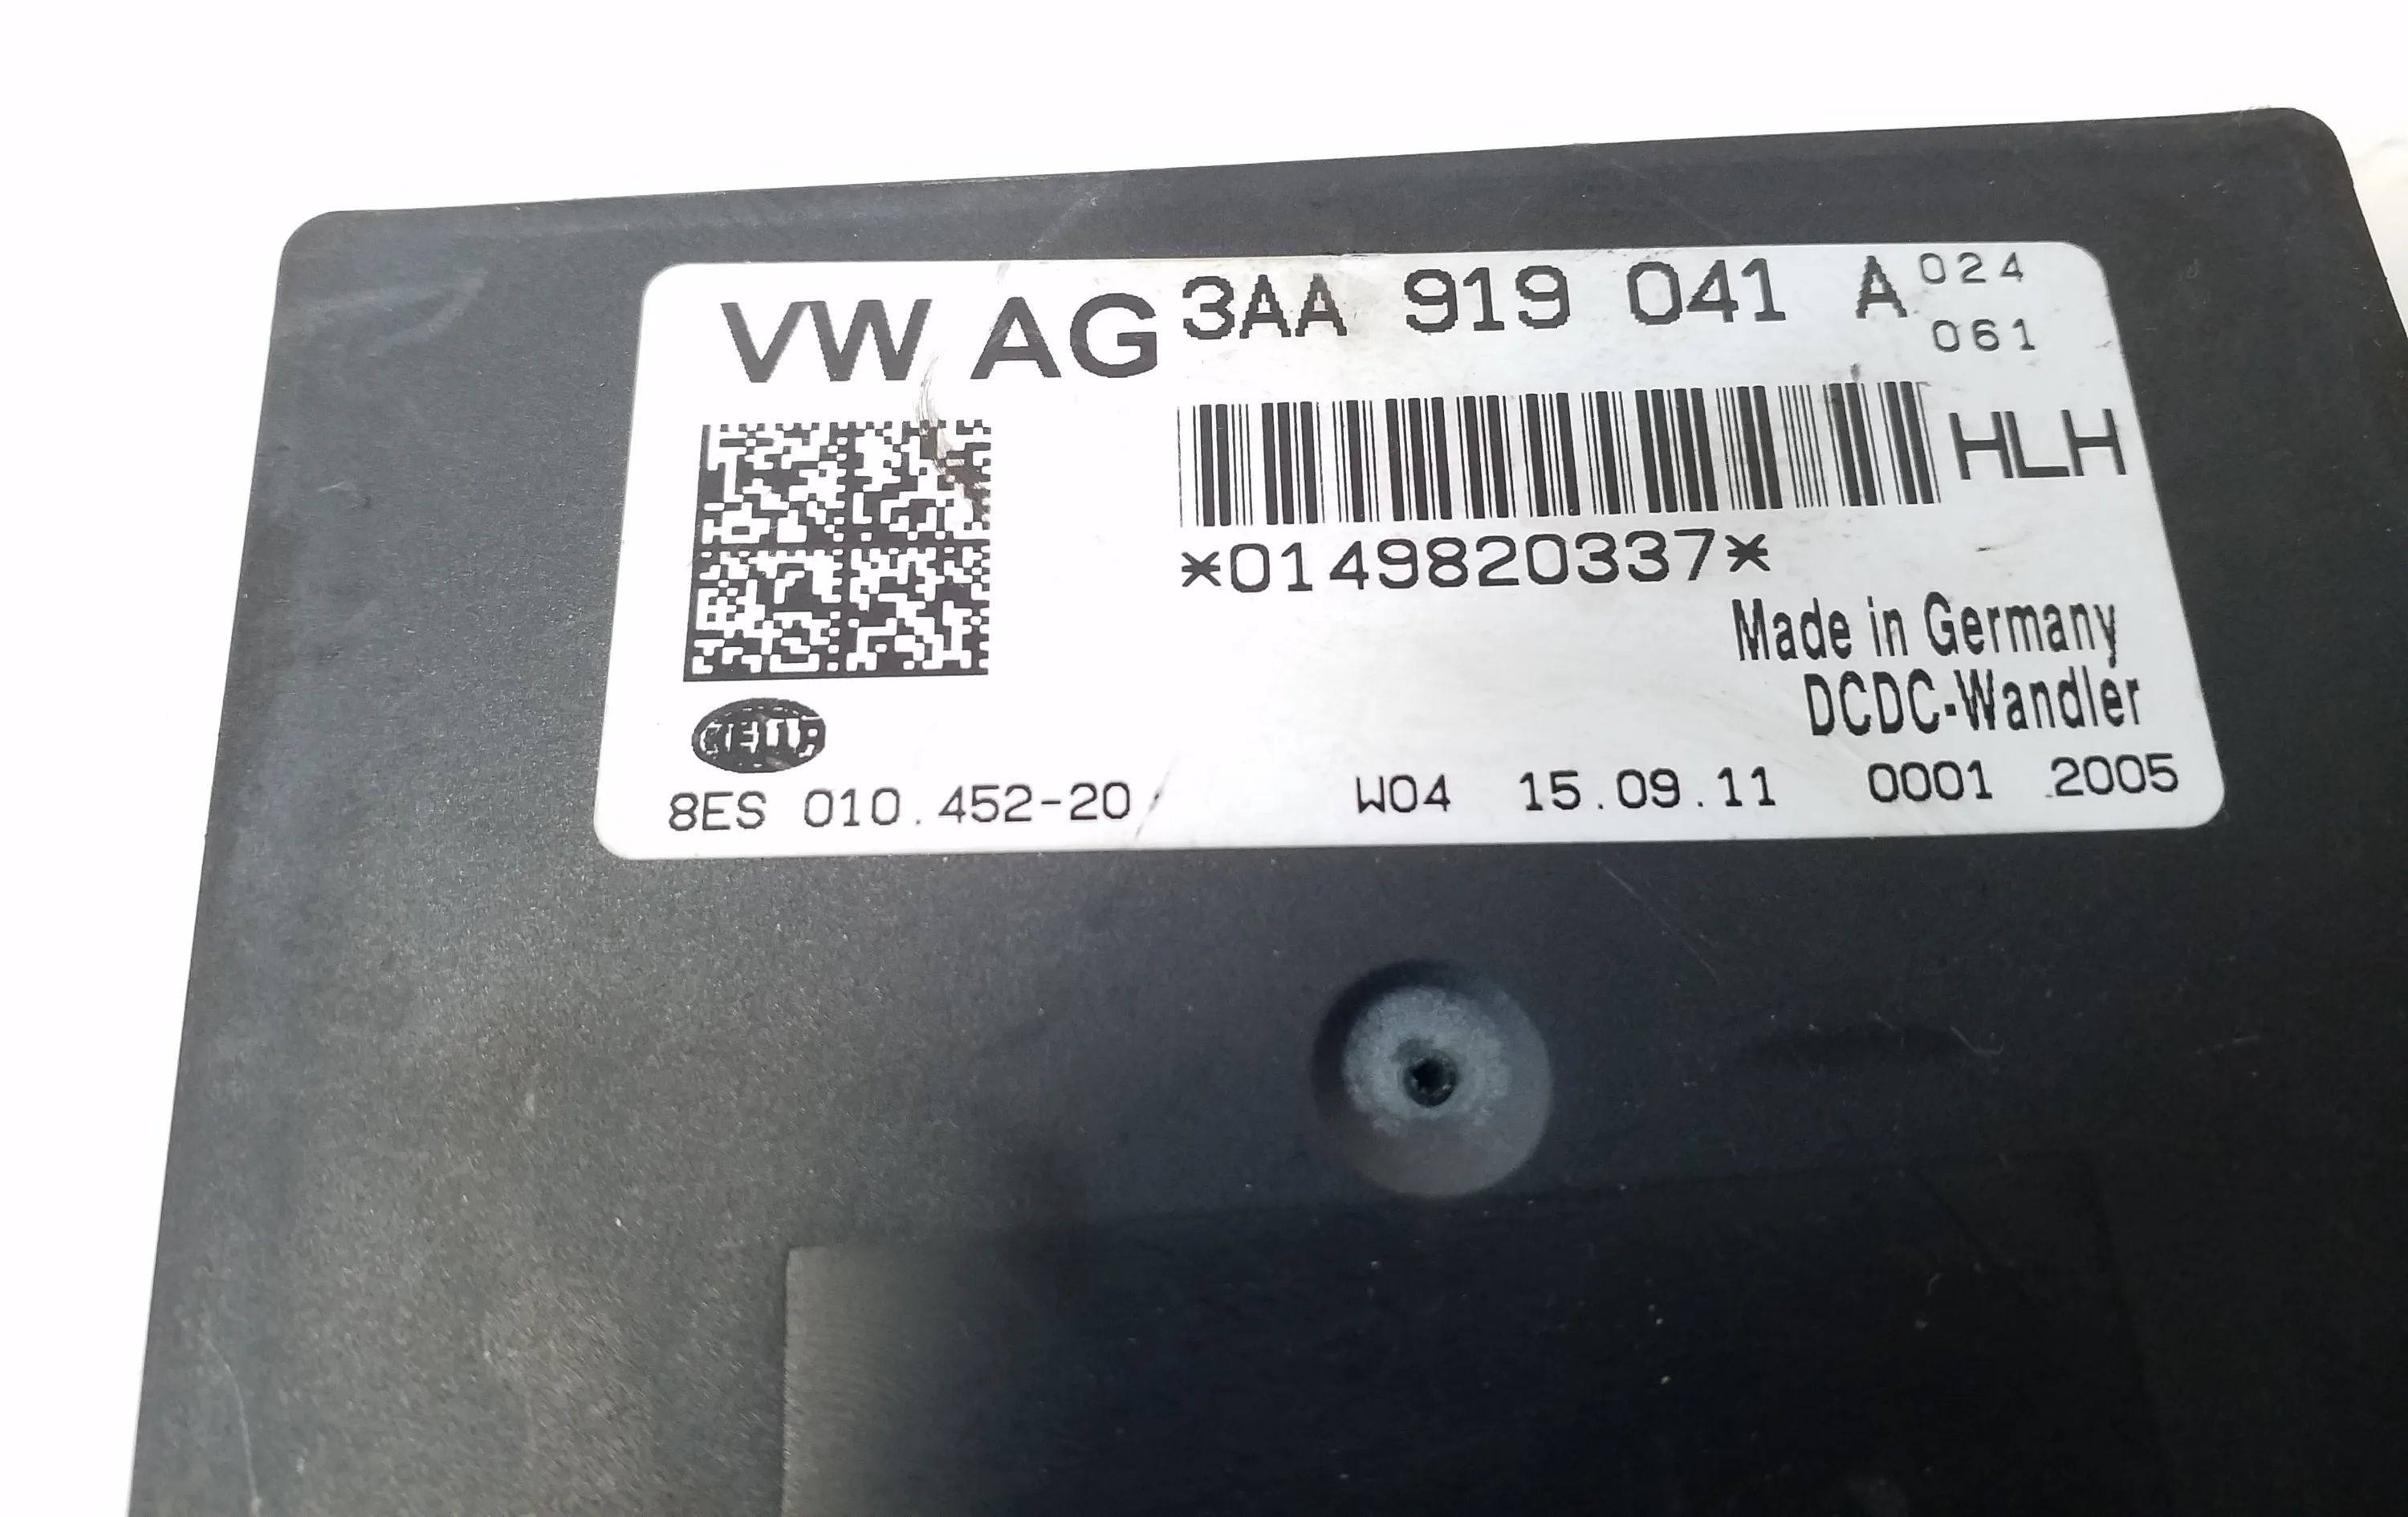 VW AG 3AA 919 041 A 024
061
HLH
*0149820337*
Made in Germany
DCDC-Wandler
HELLA
8ES 010.452-20 W04 15.09.11 0001 2005